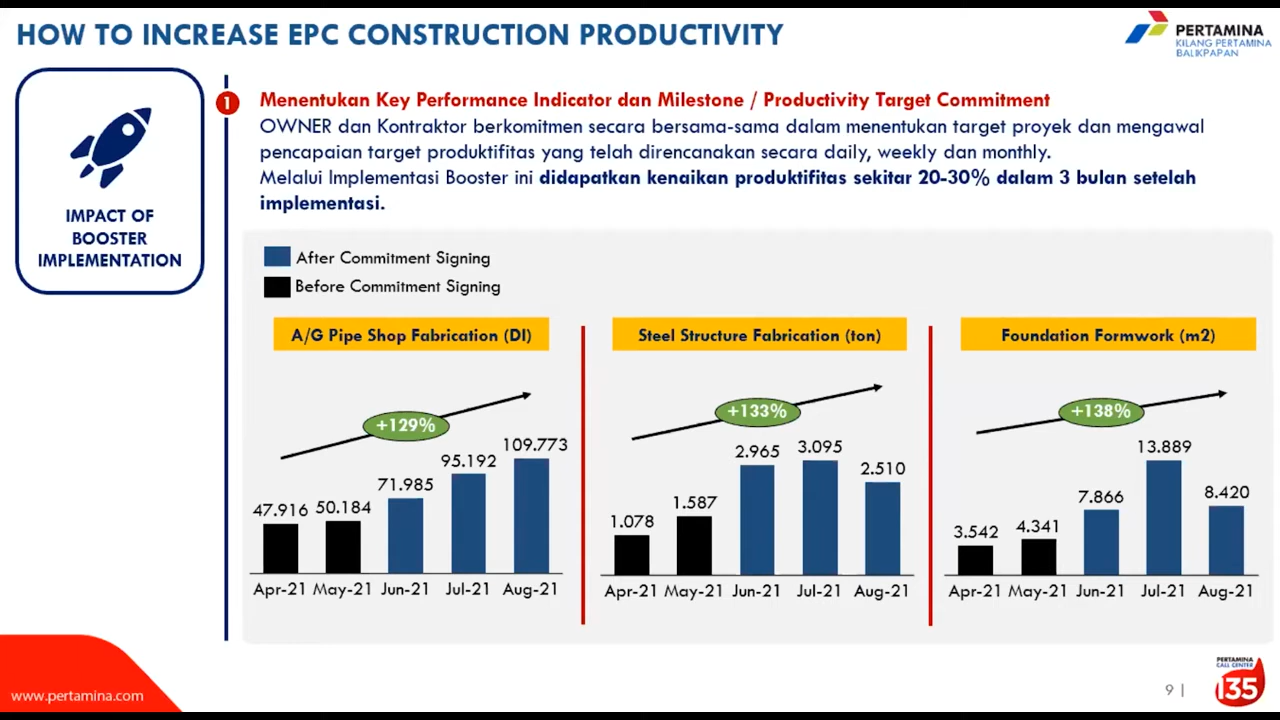 HOW TO INCREASE EPC CONSTRUCTION PRODUCTIVITY
PERTAMINA
KILANG PERTAMINA
BALIKPAPAN
IMPACT OF
BOOSTER
IMPLEMENTATION
1
Menentukan Key Performance Indicator dan Milestone / Productivity Target Commitment
OWNER dan Kontraktor berkomitmen secara bersama-sama dalam menentukan target proyek dan mengawal
pencapaian target produktifitas yang telah direncanakan secara daily, weekly dan monthly.
Melalui Implementasi Booster ini didapatkan kenaikan produktifitas sekitar 20-30% dalam 3 bulan setelah
implementasi.
After Commitment Signing
Before Commitment Signing
A/G Pipe Shop Fabrication (DI)
+129%
47.916 50.184 71.985 95.192 109.773
Apr-21 May-21 Jun-21 Jul-21 Aug-21
Steel Structure Fabrication (ton)
+133%
1.078 1.587 2.965 3.095 2.510
Apr-21 May-21 Jun-21 Jul-21 Aug-21
Foundation Formwork (m2)
+138%
3.542 4.341 7.866 13.889 8.420
Apr-21 May-21 Jun-21 Jul-21 Aug-21
www.pertamina.com
9 |
PERTAMINA
CALL CENTER
135